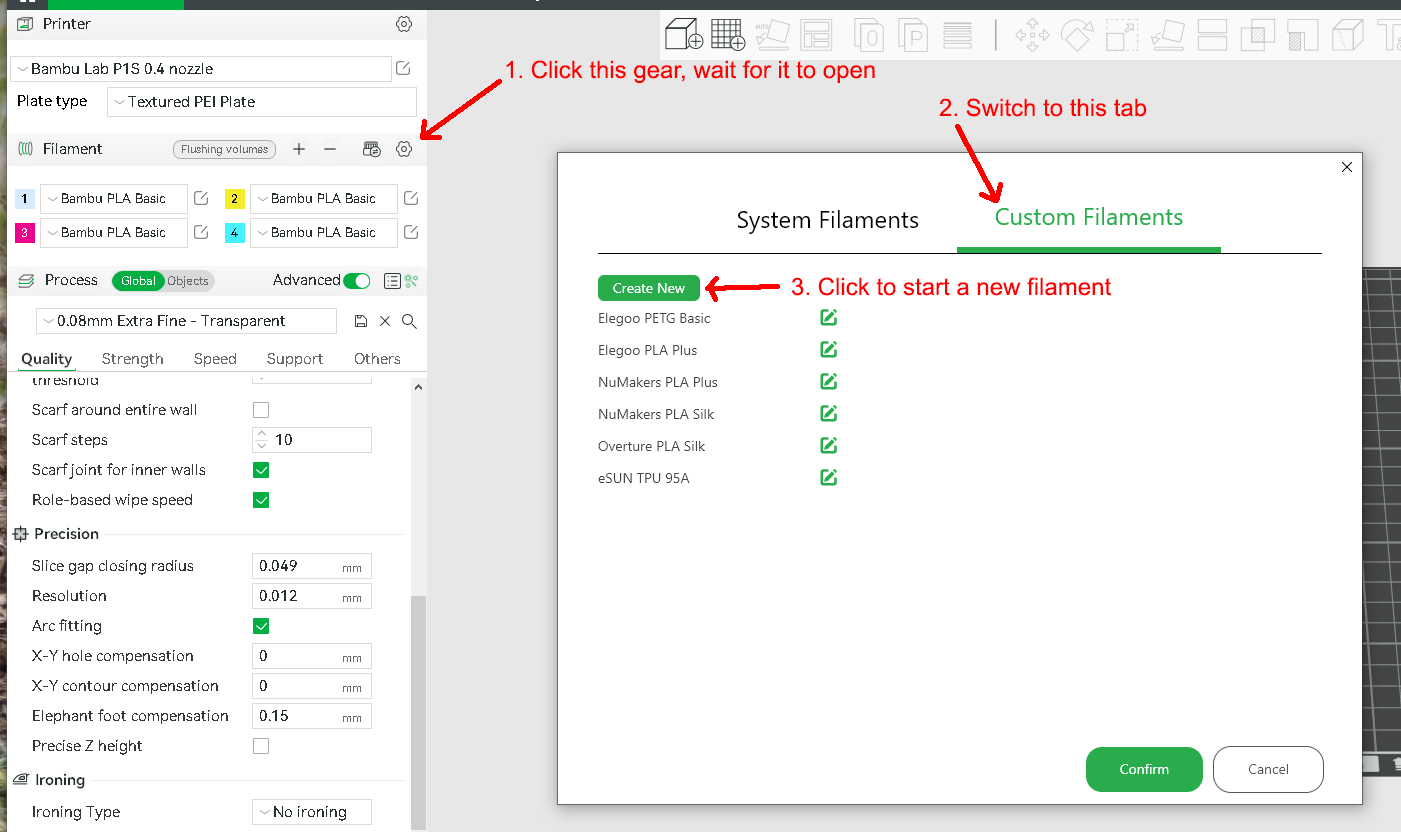 Printer
Bambu Lab P1S 0.4 nozzle
Plate type
Textured PEI Plate
Filament
Flushing volumes
1
Bambu PLA Basic
2
Bambu PLA Basic
3
Bambu PLA Basic
4
Bambu PLA Basic
Process
Global
Objects
Advanced
0.08mm Extra Fine - Transparent
Quality
Strength
Speed
Support
Others
threshold
Scarf around entire wall
Scarf steps
10
Scarf joint for inner walls
Role-based wipe speed
Precision
Slice gap closing radius
0.049 mm
Resolution
0.012 mm
Arc fitting
X-Y hole compensation
0 mm
X-Y contour compensation
0 mm
Elephant foot compensation
0.15 mm
Precise Z height
Ironing
Ironing Type
No ironing
AUTO
0
P
1. Click this gear, wait for it to open
2. Switch to this tab
System Filaments
Custom Filaments
Create New
3. Click to start a new filament
Elegoo PETG Basic
Elegoo PLA Plus
NuMakers PLA Plus
NuMakers PLA Silk
Overture PLA Silk
eSUN TPU 95A
Confirm
Cancel